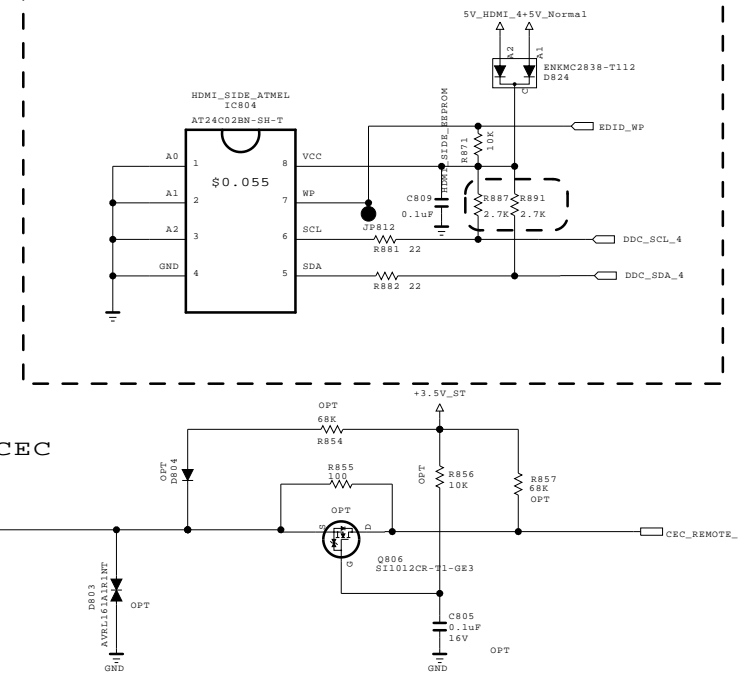 5V_HDMI_4 +5V_Normal
A2
A1
ENKMC2838-T112
D824
C
HDMI_SIDE_ATMEL
IC804
AT24C02BN-SH-T
$0.055
A0 1
A1 2
A2 3
GND 4
8 VCC
7 WP
6 SCL
5 SDA
HDMI_SIDE_EEPROM
R871
10K
EDID_WP
C809
0.1uF
JP812
R887
2.7K
R891
2.7K
R881 22
DDC_SCL_4
R882 22
DDC_SDA_4
+3.5V_ST
CEC
OPT
68K
R854
OPT
D804
R855
100
OPT
S
D
G
Q806
SI1012CR-T1-GE3
OPT
R856
10K
R857
68K
OPT
CEC_REMOTE_
D803
AVRL161A1R1NT
OPT
GND
C805
0.1uF
16V
OPT
GND